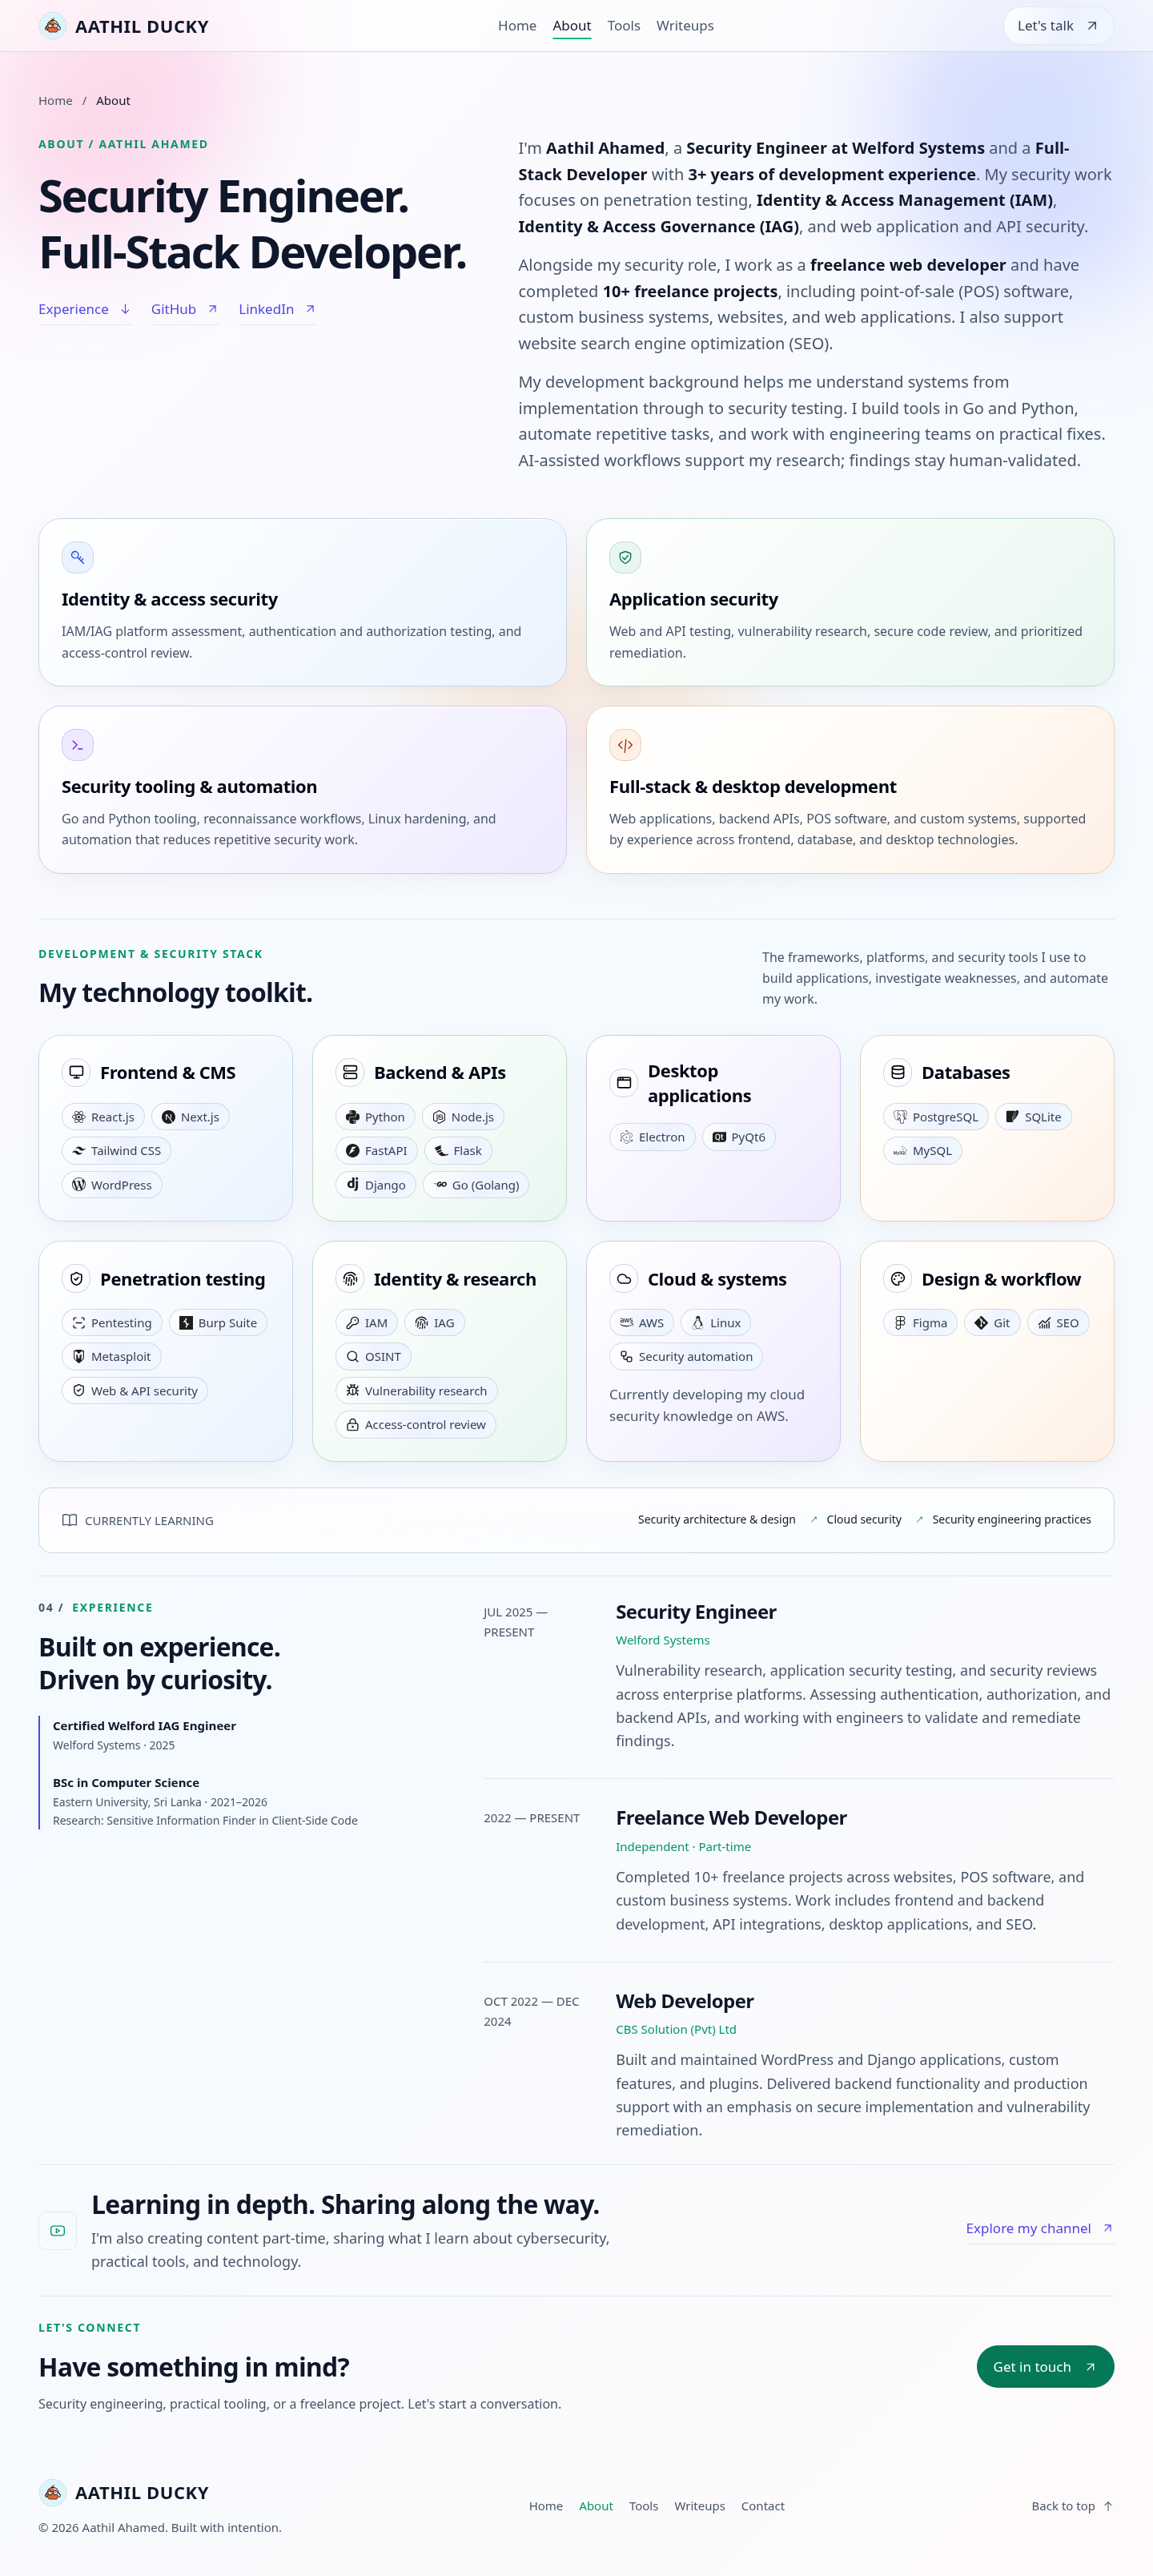 AATHIL DUCKY
Home
About
Tools
Writeups
Let's talk
Home / About
ABOUT / AATHIL AHAMED
Security Engineer.
Full-Stack Developer.
Experience
GitHub
LinkedIn
I'm Aathil Ahamed, a Security Engineer at Welford Systems and a Full-
Stack Developer with 3+ years of development experience. My security work
focuses on penetration testing, Identity & Access Management (IAM),
Identity & Access Governance (IAG), and web application and API security.
Alongside my security role, I work as a freelance web developer and have
completed 10+ freelance projects, including point-of-sale (POS) software,
custom business systems, websites, and web applications. I also support
website search engine optimization (SEO).
My development background helps me understand systems from
implementation through to security testing. I build tools in Go and Python,
automate repetitive tasks, and work with engineering teams on practical fixes.
AI-assisted workflows support my research; findings stay human-validated.
Identity & access security
IAM/IAG platform assessment, authentication and authorization testing, and
access-control review.
Application security
Web and API testing, vulnerability research, secure code review, and prioritized
remediation.
Security tooling & automation
Go and Python tooling, reconnaissance workflows, Linux hardening, and
automation that reduces repetitive security work.
Full-stack & desktop development
Web applications, backend APIs, POS software, and custom systems, supported
by experience across frontend, database, and desktop technologies.
DEVELOPMENT & SECURITY STACK
My technology toolkit.
The frameworks, platforms, and security tools I use to
build applications, investigate weaknesses, and automate
my work.
Frontend & CMS
React.js
Next.js
Tailwind CSS
WordPress
Backend & APIs
Python
Node.js
FastAPI
Flask
Django
Go (Golang)
Desktop
applications
Electron
PyQt6
Databases
PostgreSQL
SQLite
MySQL
Penetration testing
Pentesting
Burp Suite
Metasploit
Web & API security
Identity & research
IAM
IAG
OSINT
Vulnerability research
Access-control review
Cloud & systems
AWS
Linux
Security automation
Currently developing my cloud
security knowledge on AWS.
Design & workflow
Figma
Git
SEO
CURRENTLY LEARNING
Security architecture & design
Cloud security
Security engineering practices
04 / EXPERIENCE
Built on experience.
Driven by curiosity.
Certified Welford IAG Engineer
Welford Systems · 2025
BSc in Computer Science
Eastern University, Sri Lanka · 2021–2026
Research: Sensitive Information Finder in Client-Side Code
JUL 2025 —
PRESENT
Security Engineer
Welford Systems
Vulnerability research, application security testing, and security reviews
across enterprise platforms. Assessing authentication, authorization, and
backend APIs, and working with engineers to validate and remediate
findings.
2022 — PRESENT
Freelance Web Developer
Independent · Part-time
Completed 10+ freelance projects across websites, POS software, and
custom business systems. Work includes frontend and backend
development, API integrations, desktop applications, and SEO.
OCT 2022 — DEC
2024
Web Developer
CBS Solution (Pvt) Ltd
Built and maintained WordPress and Django applications, custom
features, and plugins. Delivered backend functionality and production
support with an emphasis on secure implementation and vulnerability
remediation.
Learning in depth. Sharing along the way.
I'm also creating content part-time, sharing what I learn about cybersecurity,
practical tools, and technology.
Explore my channel
LET'S CONNECT
Have something in mind?
Security engineering, practical tooling, or a freelance project. Let's start a conversation.
Get in touch
AATHIL DUCKY
© 2026 Aathil Ahamed. Built with intention.
Home
About
Tools
Writeups
Contact
Back to top